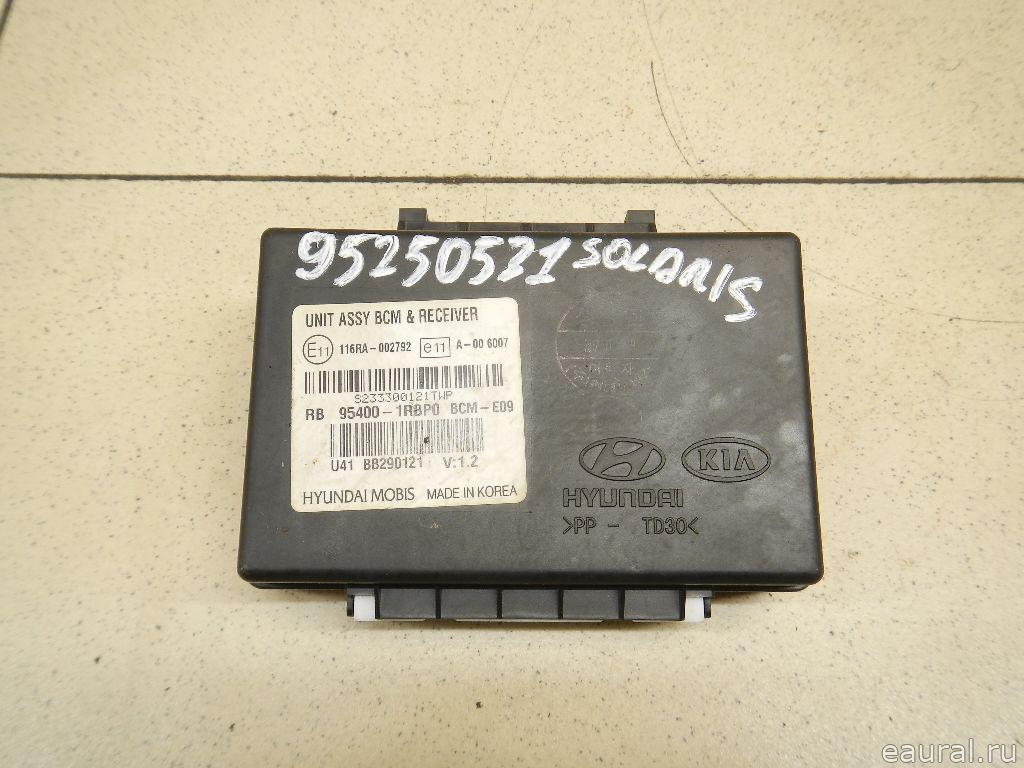 95250521 SOLARIS
UNIT ASSY BCM & RECEIVER
E11 116RA-002792 e11 A-00 6007
S233300121TWP
RB 95400-1RBP0 BCM-E09
U41 BB290121 V:1.2
HYUNDAI MOBIS MADE IN KOREA
KIA
HYUNDAI
>PP - TD30<
eaural.ru